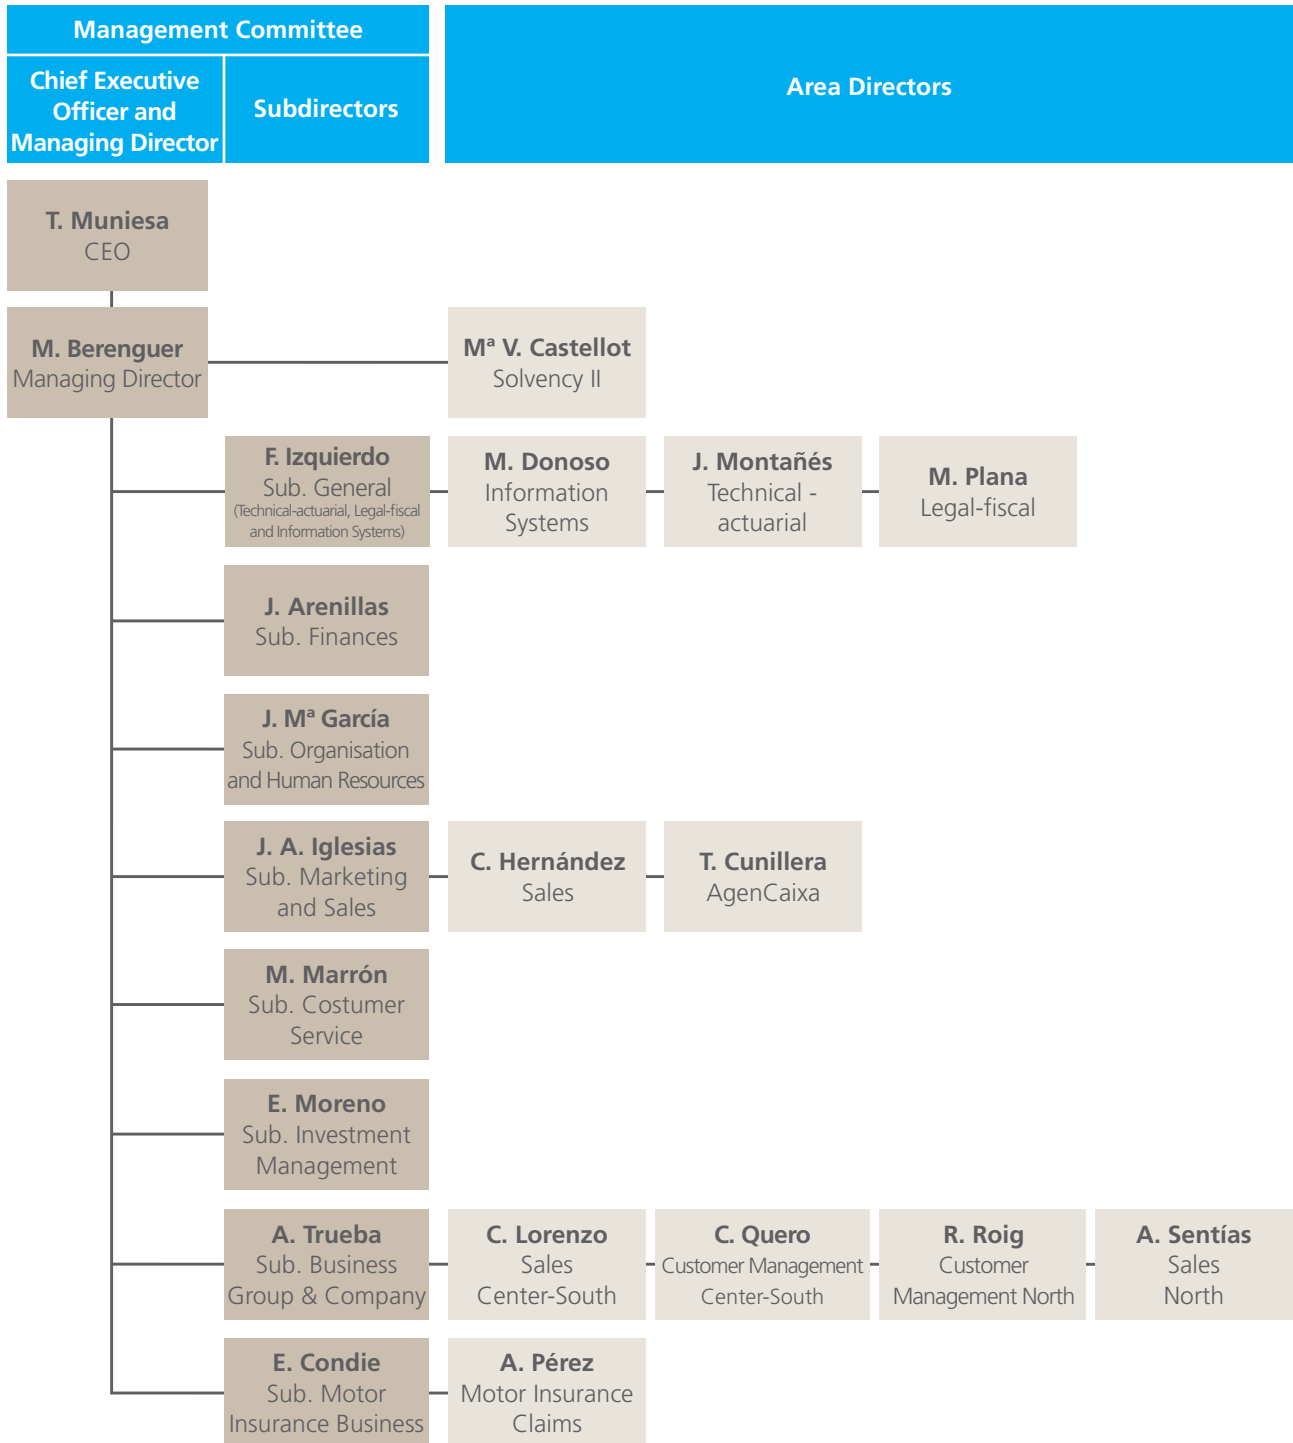 Management Committee
Chief Executive
Officer and
Managing Director
Subdirectors
Area Directors
T. Muniesa
CEO
M. Berenguer
Managing Director
Mª V. Castellot
Solvency II
F. Izquierdo
Sub. General
(Technical-actuarial, Legal-fiscal
and Information Systems)
M. Donoso
Information
Systems
J. Montañés
Technical -
actuarial
M. Plana
Legal-fiscal
J. Arenillas
Sub. Finances
J. Mª García
Sub. Organisation
and Human Resources
J. A. Iglesias
Sub. Marketing
and Sales
C. Hernández
Sales
T. Cunillera
AgenCaixa
M. Marrón
Sub. Costumer
Service
E. Moreno
Sub. Investment
Management
A. Trueba
Sub. Business
Group & Company
C. Lorenzo
Sales
Center-South
C. Quero
Customer Management
Center-South
R. Roig
Customer
Management North
A. Sentías
Sales
North
E. Condie
Sub. Motor
Insurance Business
A. Pérez
Motor Insurance
Claims